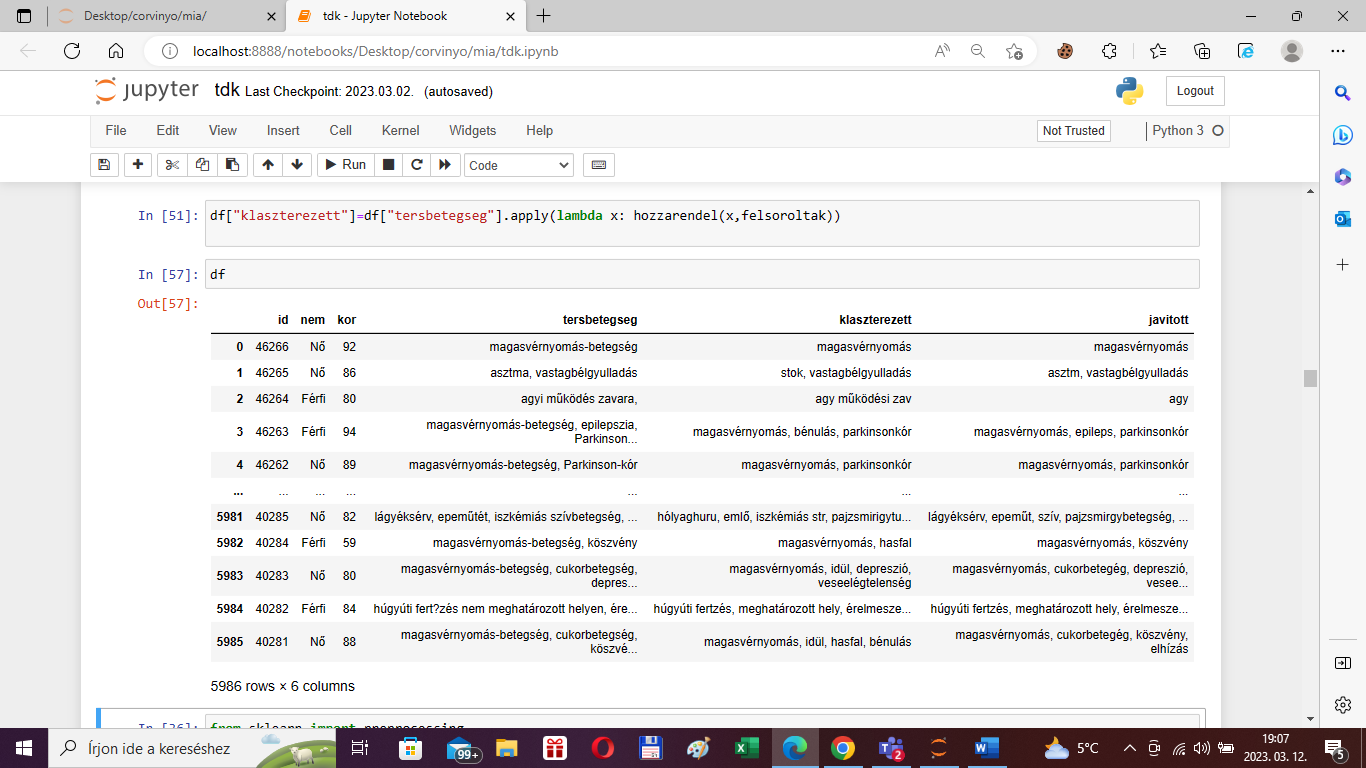 Desktop/corvinyo/mia/
tdk - Jupyter Notebook
localhost:8888/notebooks/Desktop/corvinyo/mia/tdk.ipynb
jupyter tdk Last Checkpoint: 2023.03.02. (autosaved)
Logout
File Edit View Insert Cell Kernel Widgets Help
Not Trusted
Python 3
Run
Code
In [51]: df["klaszterezett"]=df["tersbetegseg"].apply(lambda x: hozzarendel(x,felsoroltak))
In [57]: df
Out[57]:
id nem kor tersbetegseg klaszterezett javitott
0 46266 Nő 92 magasvérnyomás-betegség magasvérnyomás magasvérnyomás
1 46265 Nő 86 asztma, vastagbélgyulladás stok, vastagbélgyulladás asztm, vastagbélgyulladás
2 46264 Férfi 80 agyi működés zavara, agy működési zav agy
3 46263 Férfi 94 magasvérnyomás-betegség, epilepszia, Parkinson... magasvérnyomás, bénulás, parkinsonkór magasvérnyomás, epileps, parkinsonkór
4 46262 Nő 89 magasvérnyomás-betegség, Parkinson-kór magasvérnyomás, parkinsonkór magasvérnyomás, parkinsonkór
... ... ... ... ... ... ...
5981 40285 Nő 82 lágyéksérv, epeműtét, iszkémiás szívbetegség, ... hólyaghuru, emlő, iszkémiás str, pajzsmirigytu... lágyéksérv, epeműt, szív, pajzsmirgybetegség, ...
5982 40284 Férfi 59 magasvérnyomás-betegség, köszvény magasvérnyomás, hasfal magasvérnyomás, köszvény
5983 40283 Nő 80 magasvérnyomás-betegség, cukorbetegség, depres... magasvérnyomás, idül, depreszió, veseelégtelenség magasvérnyomás, cukorbetegég, depreszió, vesee...
5984 40282 Férfi 84 húgyúti fert?zés nem meghatározott helyen, ére... húgyúti fertzés, meghatározott hely, érelmesze... húgyúti fertzés, meghatározott hely, érelmesze...
5985 40281 Nő 88 magasvérnyomás-betegség, cukorbetegség, köszvé... magasvérnyomás, idül, hasfal, bénulás magasvérnyomás, cukorbetegég, köszvény, elhízás
5986 rows × 6 columns
In [36]: from sklearn import preprocessing
Írjon ide a kereséshez
99+
2
5°C
19:07
2023. 03. 12.
5